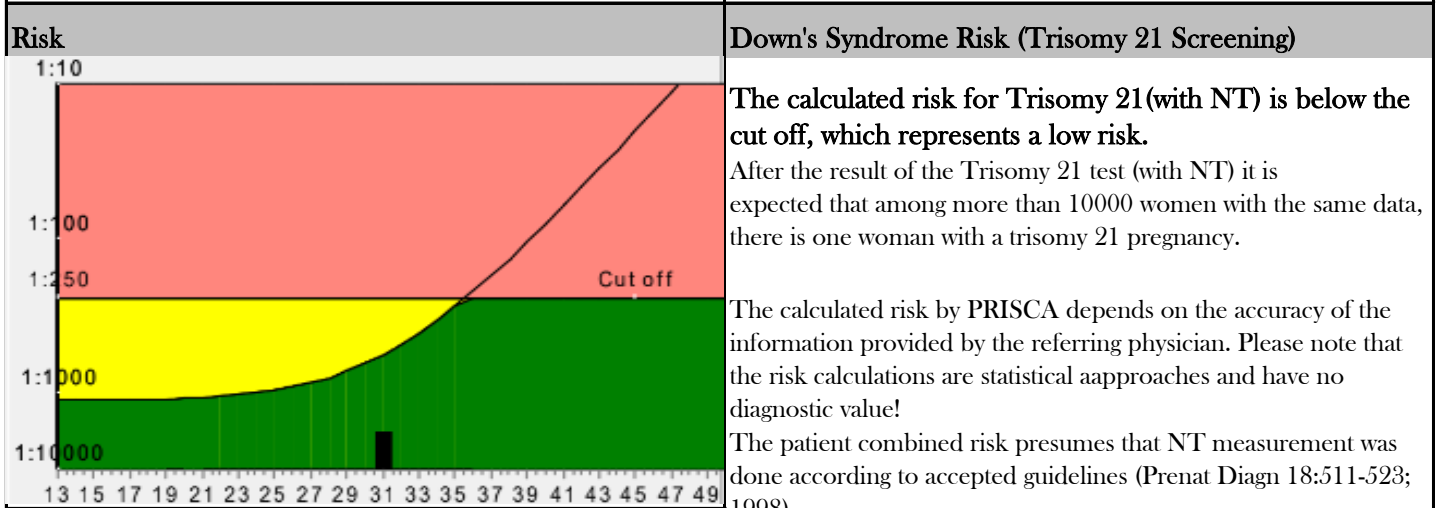 Risk
1:10
1:100
1:250
Cut off
1:1000
1:10000
13 15 17 19 21 23 25 27 29 31 33 35 37 39 41 43 45 47 49
Down's Syndrome Risk (Trisomy 21 Screening)
The calculated risk for Trisomy 21(with NT) is below the
cut off, which represents a low risk.
After the result of the Trisomy 21 test (with NT) it is
expected that among more than 10000 women with the same data,
there is one woman with a trisomy 21 pregnancy.
The calculated risk by PRISCA depends on the accuracy of the
information provided by the referring physician. Please note that
the risk calculations are statistical aapproaches and have no
diagnostic value!
The patient combined risk presumes that NT measurement was
done according to accepted guidelines (Prenat Diagn 18:511-523;
1998)